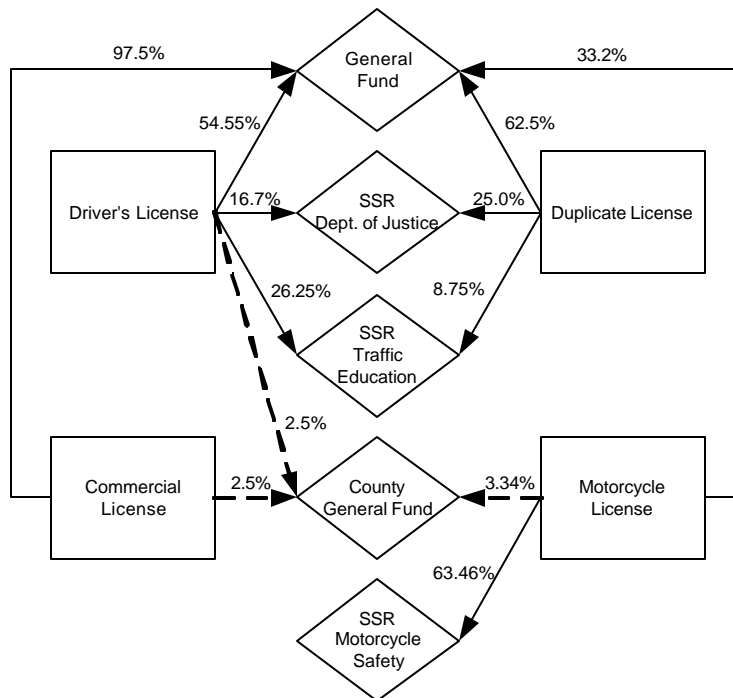 97.5%
General
Fund
33.2%
54.55%
62.5%
Driver's License
16.7%
SSR
Dept. of Justice
25.0%
Duplicate License
26.25%
8.75%
SSR
Traffic
Education
2.5%
Commercial
License
2.5%
County
General Fund
3.34%
Motorcycle
License
63.46%
SSR
Motorcycle
Safety